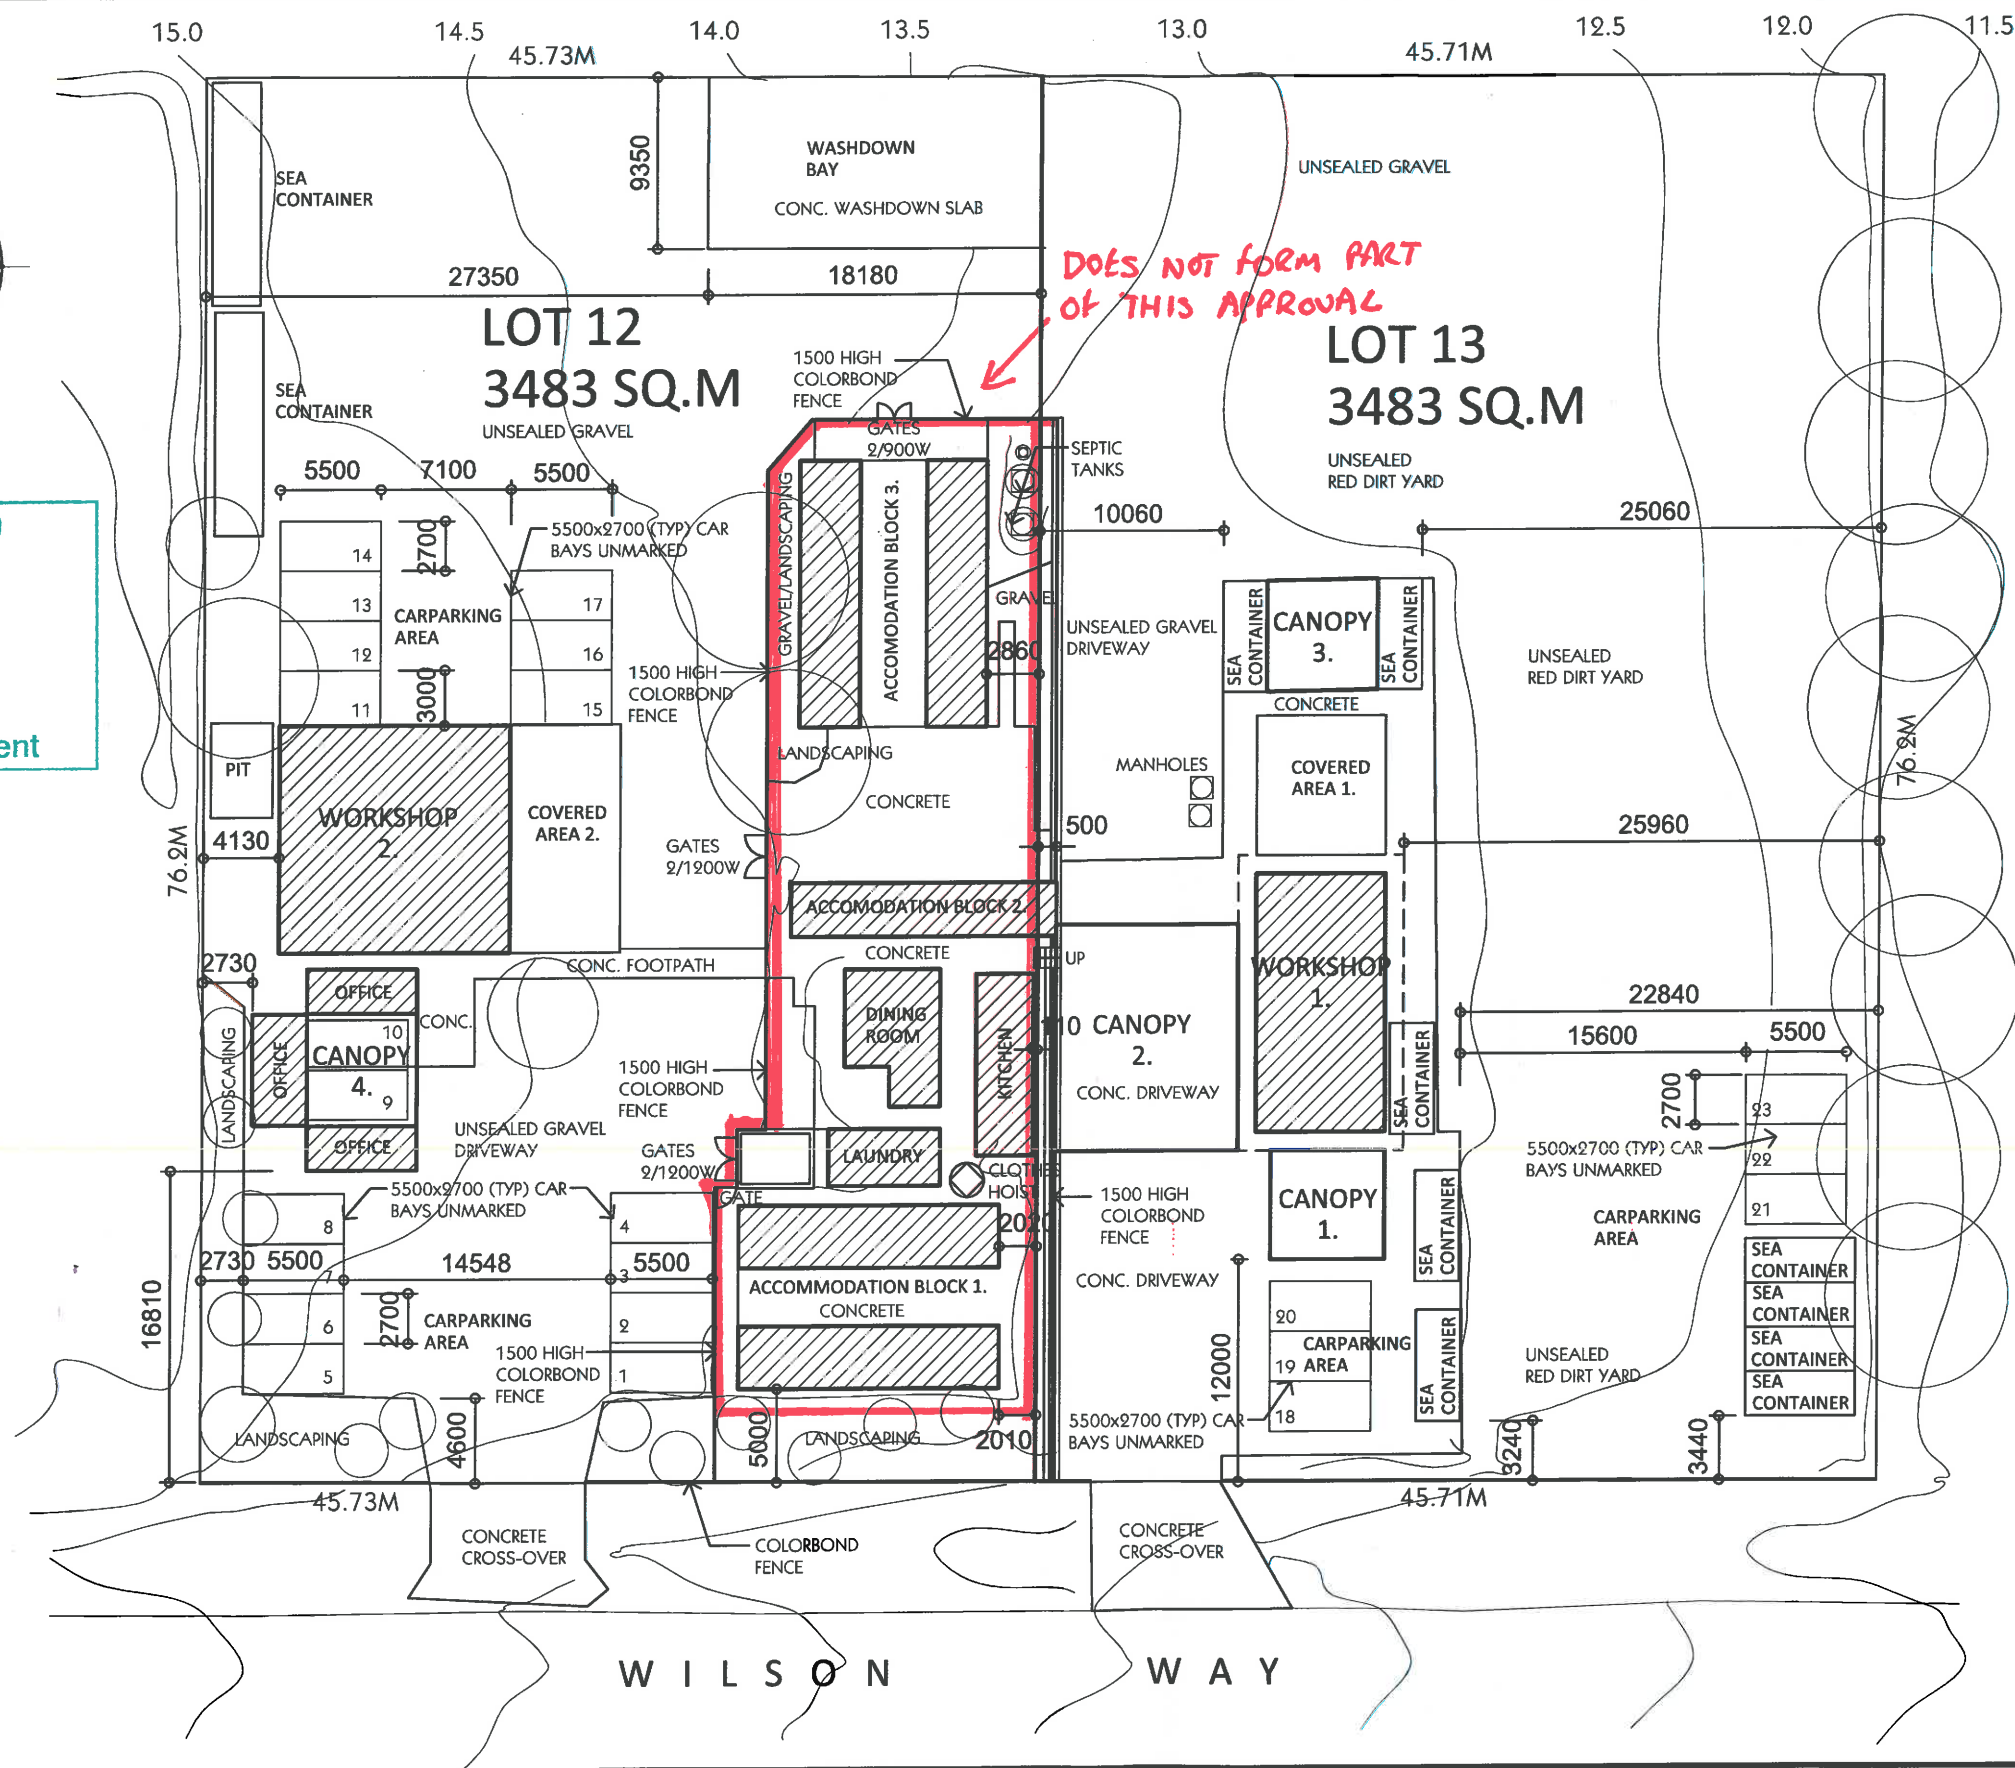 15.0
14.5
14.0
13.5
13.0
12.5
12.0
11.5
45.73M
45.71M
9350
WASHDOWN
BAY
CONC. WASHDOWN SLAB
UNSEALED GRAVEL
SEA
CONTAINER
27350
18180
DOES NOT FORM PART
OF THIS APPROVAL
LOT 12
3483 SQ.M
UNSEALED GRAVEL
LOT 13
3483 SQ.M
UNSEALED
RED DIRT YARD
1500 HIGH
COLORBOND
FENCE
SEA
CONTAINER
GATES
2/900W
SEPTIC
TANKS
5500
7100
5500
10060
25060
5500x2700 (TYP) CAR
BAYS UNMARKED
2700
14
13
12
11
CARPARKING
AREA
17
16
15
3000
GRAVEL/LANDSCAPING
ACCOMODATION BLOCK 3.
GRAVEL
2860
UNSEALED GRAVEL
DRIVEWAY
SEA
CONTAINER
CANOPY
3.
SEA
CONTAINER
CONCRETE
UNSEALED
RED DIRT YARD
1500 HIGH
COLORBOND
FENCE
ent
PIT
WORKSHOP
2.
COVERED
AREA 2.
LANDSCAPING
CONCRETE
MANHOLES
COVERED
AREA 1.
76.2M
76.2M
4130
GATES
2/1200W
500
25960
ACCOMODATION BLOCK 2.
CONCRETE
UP
WORKSHOP
1.
2730
CONC. FOOTPATH
OFFICE
OFFICE
10
CANOPY
4.
9
OFFICE
CONC.
LANDSCAPING
DINING
ROOM
KITCHEN
110
CANOPY
2.
CONC. DRIVEWAY
SEA
CONTAINER
22840
15600
5500
2700
23
22
21
5500x2700 (TYP) CAR
BAYS UNMARKED
1500 HIGH
COLORBOND
FENCE
UNSEALED GRAVEL
DRIVEWAY
GATES
2/1200W
LAUNDRY
CLOTHES
HOIST
GATE
5500x2700 (TYP) CAR
BAYS UNMARKED
1500 HIGH
COLORBOND
FENCE
CANOPY
1.
SEA
CONTAINER
CARPARKING
AREA
8
7
6
5
4
3
2
1
2730
5500
14548
5500
2020
16810
2700
CARPARKING
AREA
ACCOMMODATION BLOCK 1.
CONCRETE
CONC. DRIVEWAY
SEA
CONTAINER
SEA
CONTAINER
SEA
CONTAINER
SEA
CONTAINER
1500 HIGH
COLORBOND
FENCE
12000
20
19
18
CARPARKING
AREA
SEA
CONTAINER
UNSEALED
RED DIRT YARD
5500x2700 (TYP) CAR
BAYS UNMARKED
LANDSCAPING
4600
5000
LANDSCAPING
2010
3240
3440
45.73M
45.71M
CONCRETE
CROSS-OVER
COLORBOND
FENCE
CONCRETE
CROSS-OVER
WILSON WAY